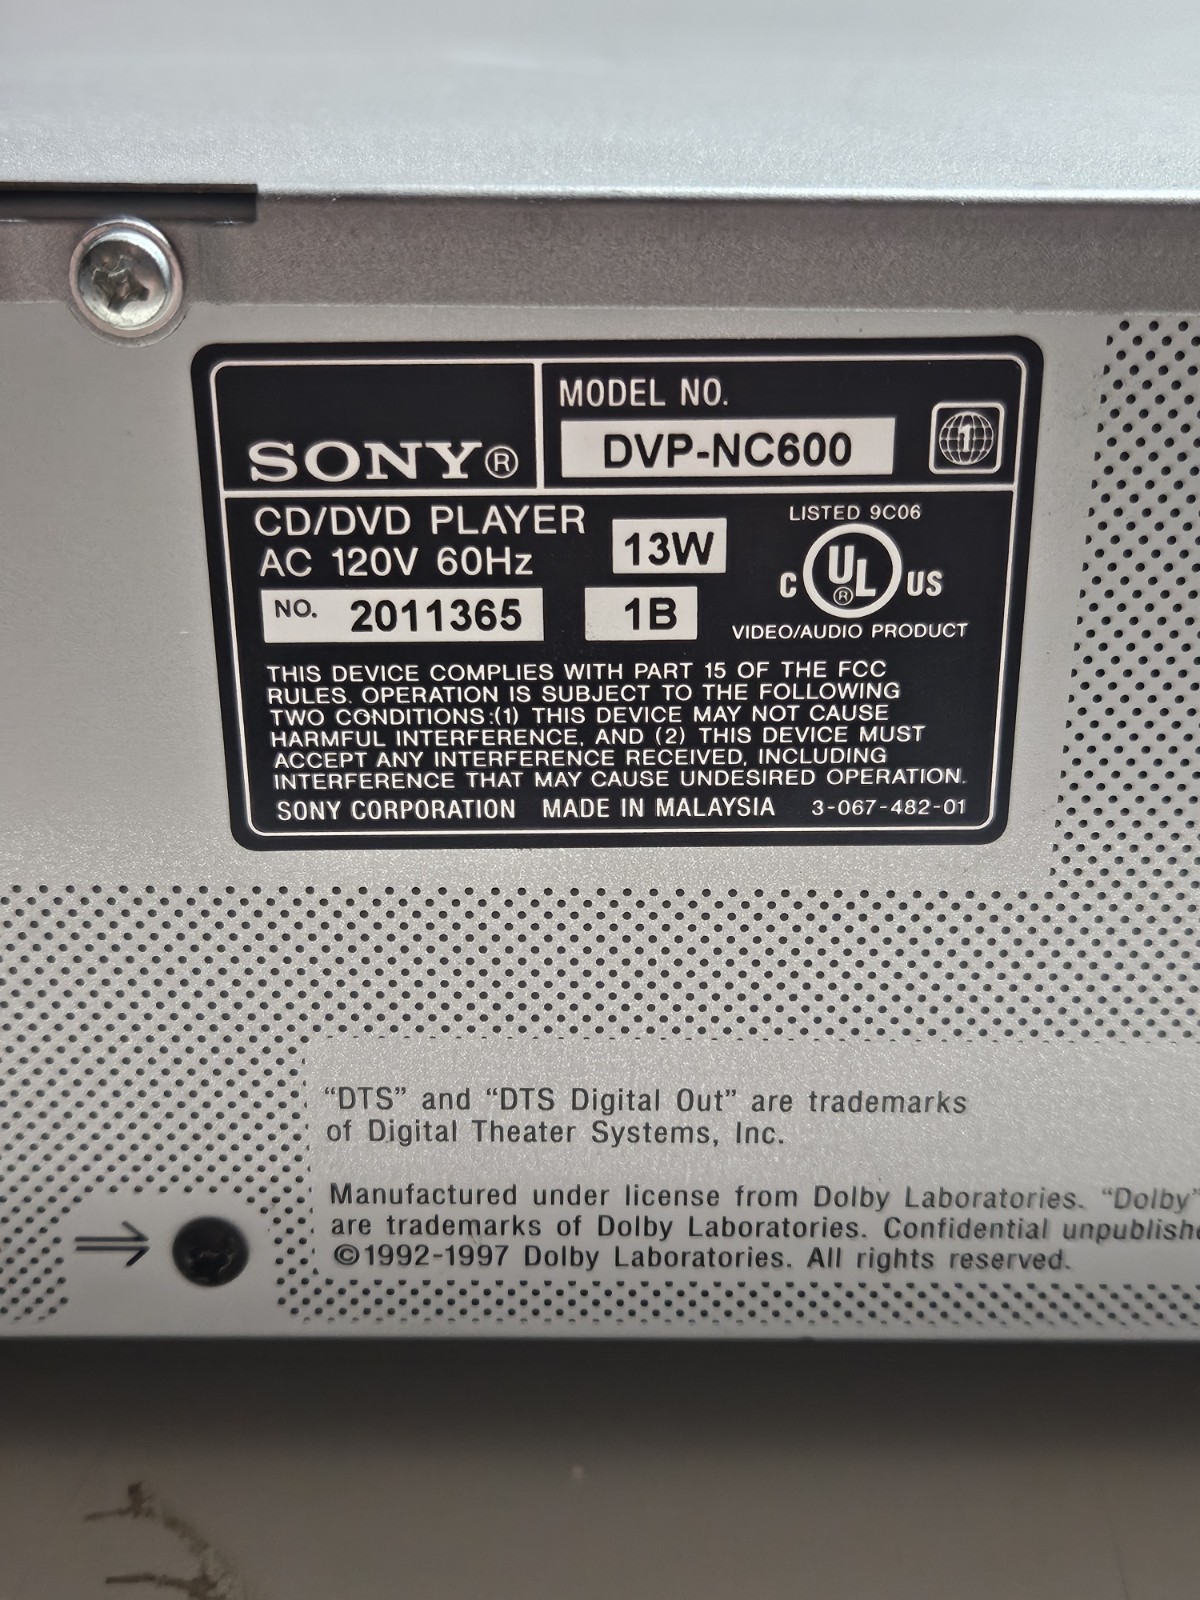 SONY®
MODEL NO.
DVP-NC600
1
CD/DVD PLAYER
AC 120V 60Hz
13W
NO. 2011365
1B
LISTED 9C06
C UL® US
VIDEO/AUDIO PRODUCT
THIS DEVICE COMPLIES WITH PART 15 OF THE FCC
RULES. OPERATION IS SUBJECT TO THE FOLLOWING
TWO CONDITIONS:(1) THIS DEVICE MAY NOT CAUSE
HARMFUL INTERFERENCE, AND (2) THIS DEVICE MUST
ACCEPT ANY INTERFERENCE RECEIVED, INCLUDING
INTERFERENCE THAT MAY CAUSE UNDESIRED OPERATION.
SONY CORPORATION MADE IN MALAYSIA 3-067-482-01
“DTS” and “DTS Digital Out” are trademarks
of Digital Theater Systems, Inc.
Manufactured under license from Dolby Laboratories. “Dolby”
are trademarks of Dolby Laboratories. Confidential
©1992-1997 Dolby Laboratories. All rights reserved.